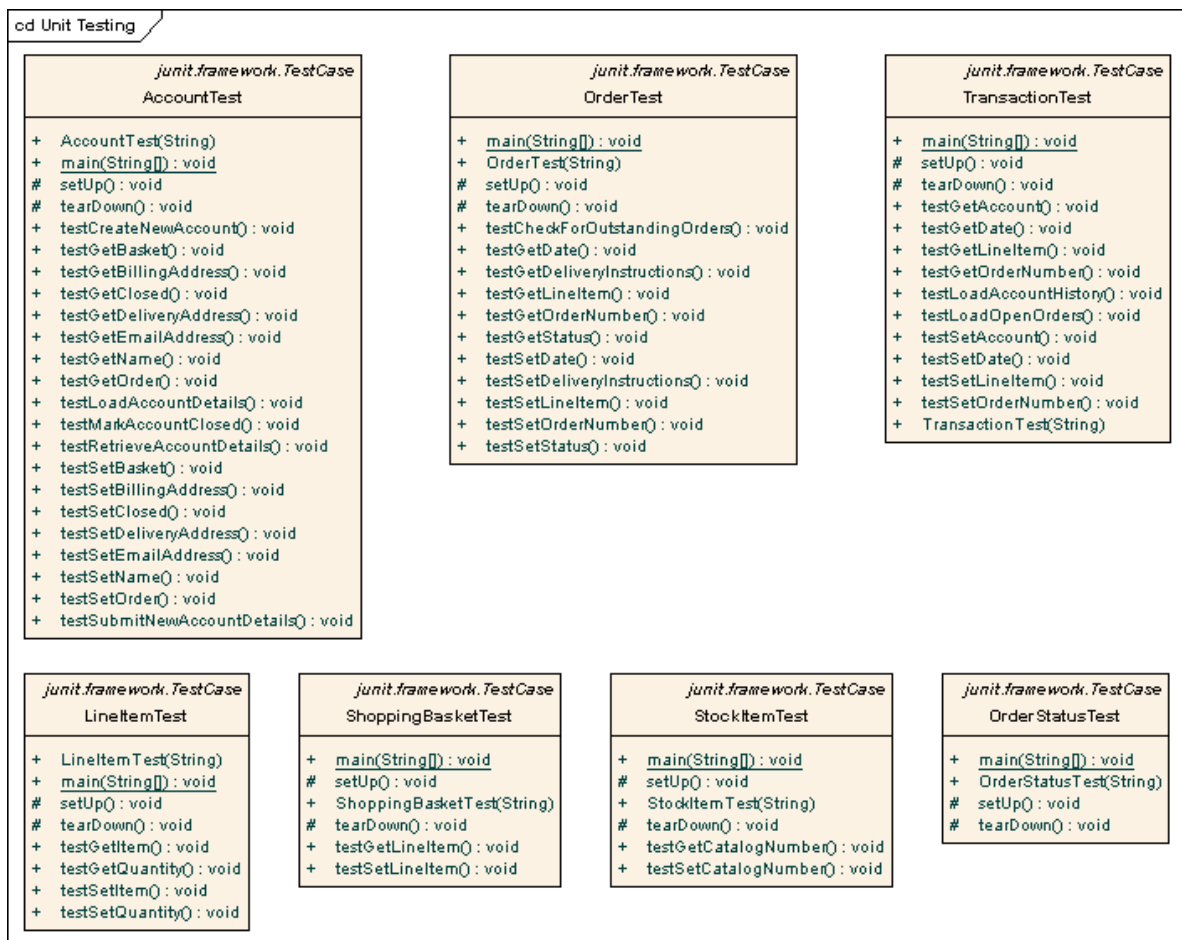 cd Unit Testing
junit.framework.TestCase
AccountTest
+ AccountTest(String)
+ main(String[]) : void
# setUp() : void
# tearDown() : void
+ testCreateNewAccount() : void
+ testGetBasket() : void
+ testGetBillingAddress() : void
+ testGetClosed() : void
+ testGetDeliveryAddress() : void
+ testGetEmailAddress() : void
+ testGetName() : void
+ testGetOrder() : void
+ testLoadAccountDetails() : void
+ testMarkAccountClosed() : void
+ testRetrieveAccountDetails() : void
+ testSetBasket() : void
+ testSetBillingAddress() : void
+ testSetClosed() : void
+ testSetDeliveryAddress() : void
+ testSetEmailAddress() : void
+ testSetName() : void
+ testSetOrder() : void
+ testSubmitNewAccountDetails() : void
junit.framework.TestCase
OrderTest
+ main(String[]) : void
+ OrderTest(String)
# setUp() : void
# tearDown() : void
+ testCheckForOutstandingOrders() : void
+ testGetDate() : void
+ testGetDeliveryInstructions() : void
+ testGetLineItem() : void
+ testGetOrderNumber() : void
+ testGetStatus() : void
+ testSetDate() : void
+ testSetDeliveryInstructions() : void
+ testSetLineItem() : void
+ testSetOrderNumber() : void
+ testSetStatus() : void
junit.framework.TestCase
TransactionTest
+ main(String[]) : void
# setUp() : void
# tearDown() : void
+ testGetAccount() : void
+ testGetDate() : void
+ testGetLineItem() : void
+ testGetOrderNumber() : void
+ testLoadAccountHistory() : void
+ testLoadOpenOrders() : void
+ testSetAccount() : void
+ testSetDate() : void
+ testSetLineItem() : void
+ testSetOrderNumber() : void
+ TransactionTest(String)
junit.framework.TestCase
LineItemTest
+ LineItemTest(String)
+ main(String[]) : void
# setUp() : void
# tearDown() : void
+ testGetItem() : void
+ testGetQuantity() : void
+ testSetItem() : void
+ testSetQuantity() : void
junit.framework.TestCase
ShoppingBasketTest
+ main(String[]) : void
# setUp() : void
+ ShoppingBasketTest(String)
# tearDown() : void
+ testGetLineItem() : void
+ testSetLineItem() : void
junit.framework.TestCase
StockItemTest
+ main(String[]) : void
# setUp() : void
+ StockItemTest(String)
# tearDown() : void
+ testGetCatalogNumber() : void
+ testSetCatalogNumber() : void
junit.framework.TestCase
OrderStatusTest
+ main(String[]) : void
+ OrderStatusTest(String)
# setUp() : void
# tearDown() : void